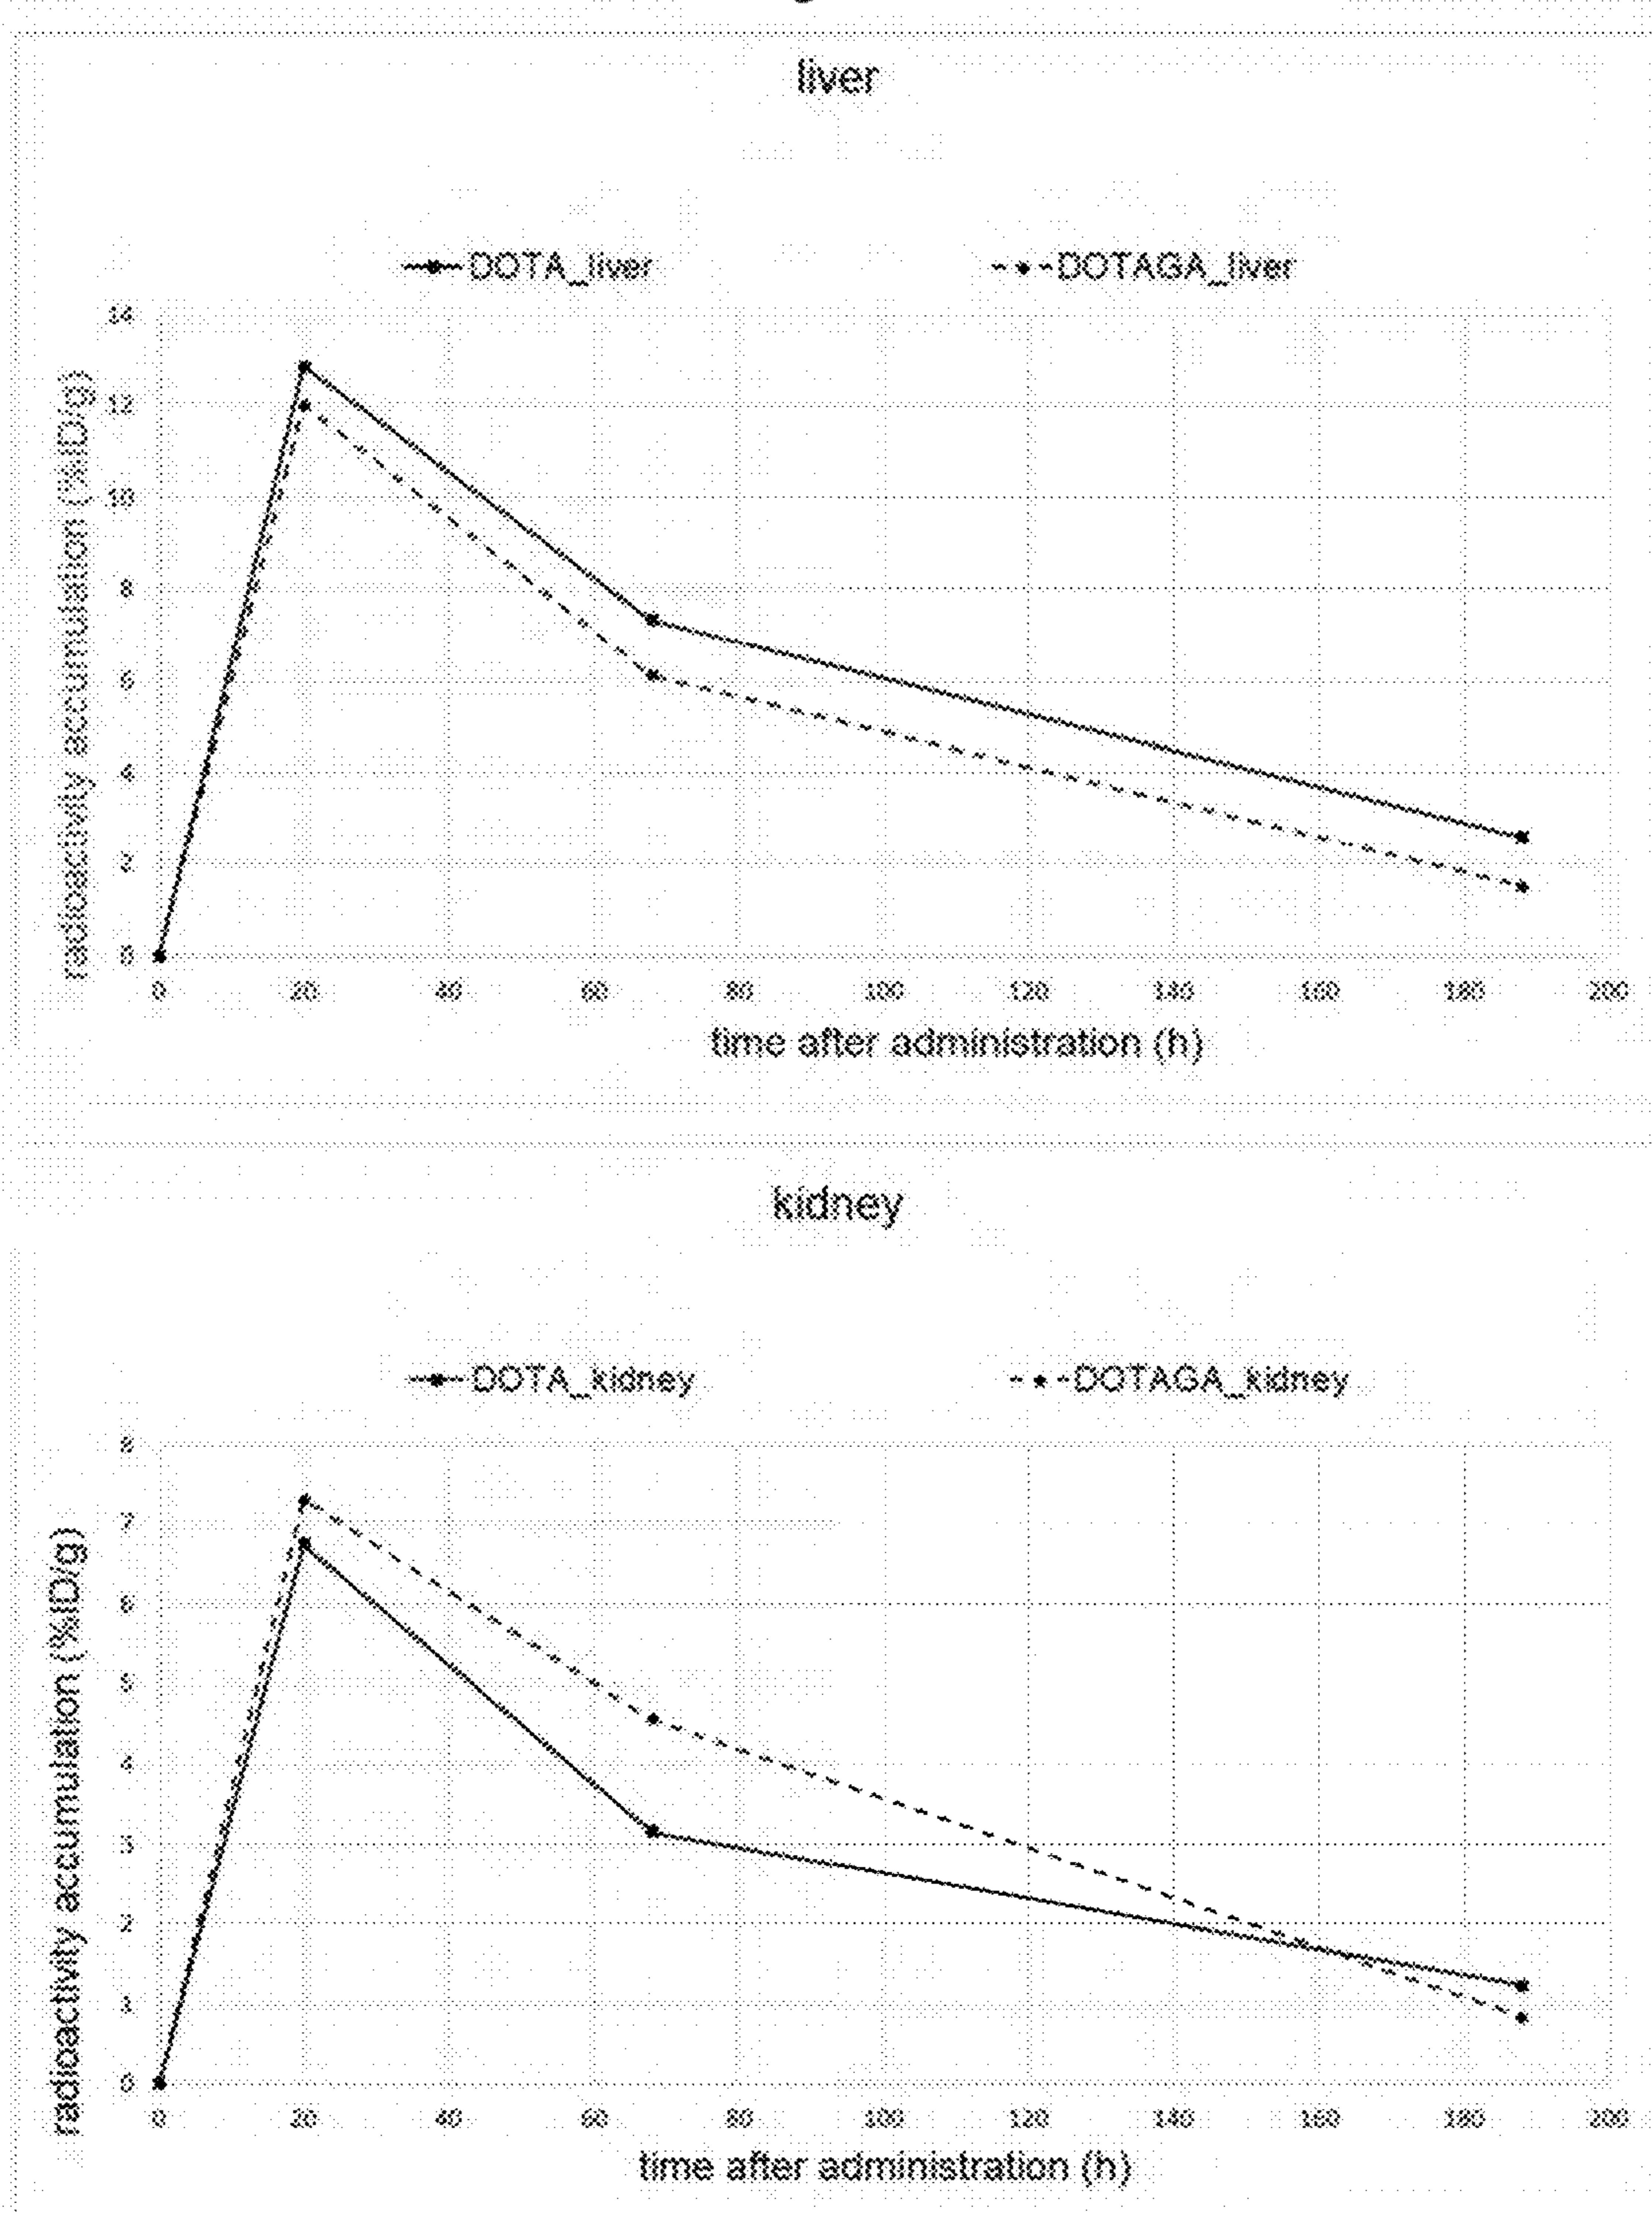 liver
DOTA_liver DOTAGA_liver
radioactivity accumulation (%ID/g)
14
12
10
8
6
4
2
0
0 20 40 60 80 100 120 140 160 180 200
time after administration (h)
kidney
DOTA_kidney DOTAGA_kidney
radioactivity accumulation (%ID/g)
8
7
6
5
4
3
2
1
0
0 20 40 60 80 100 120 140 160 180 200
time after administration (h)